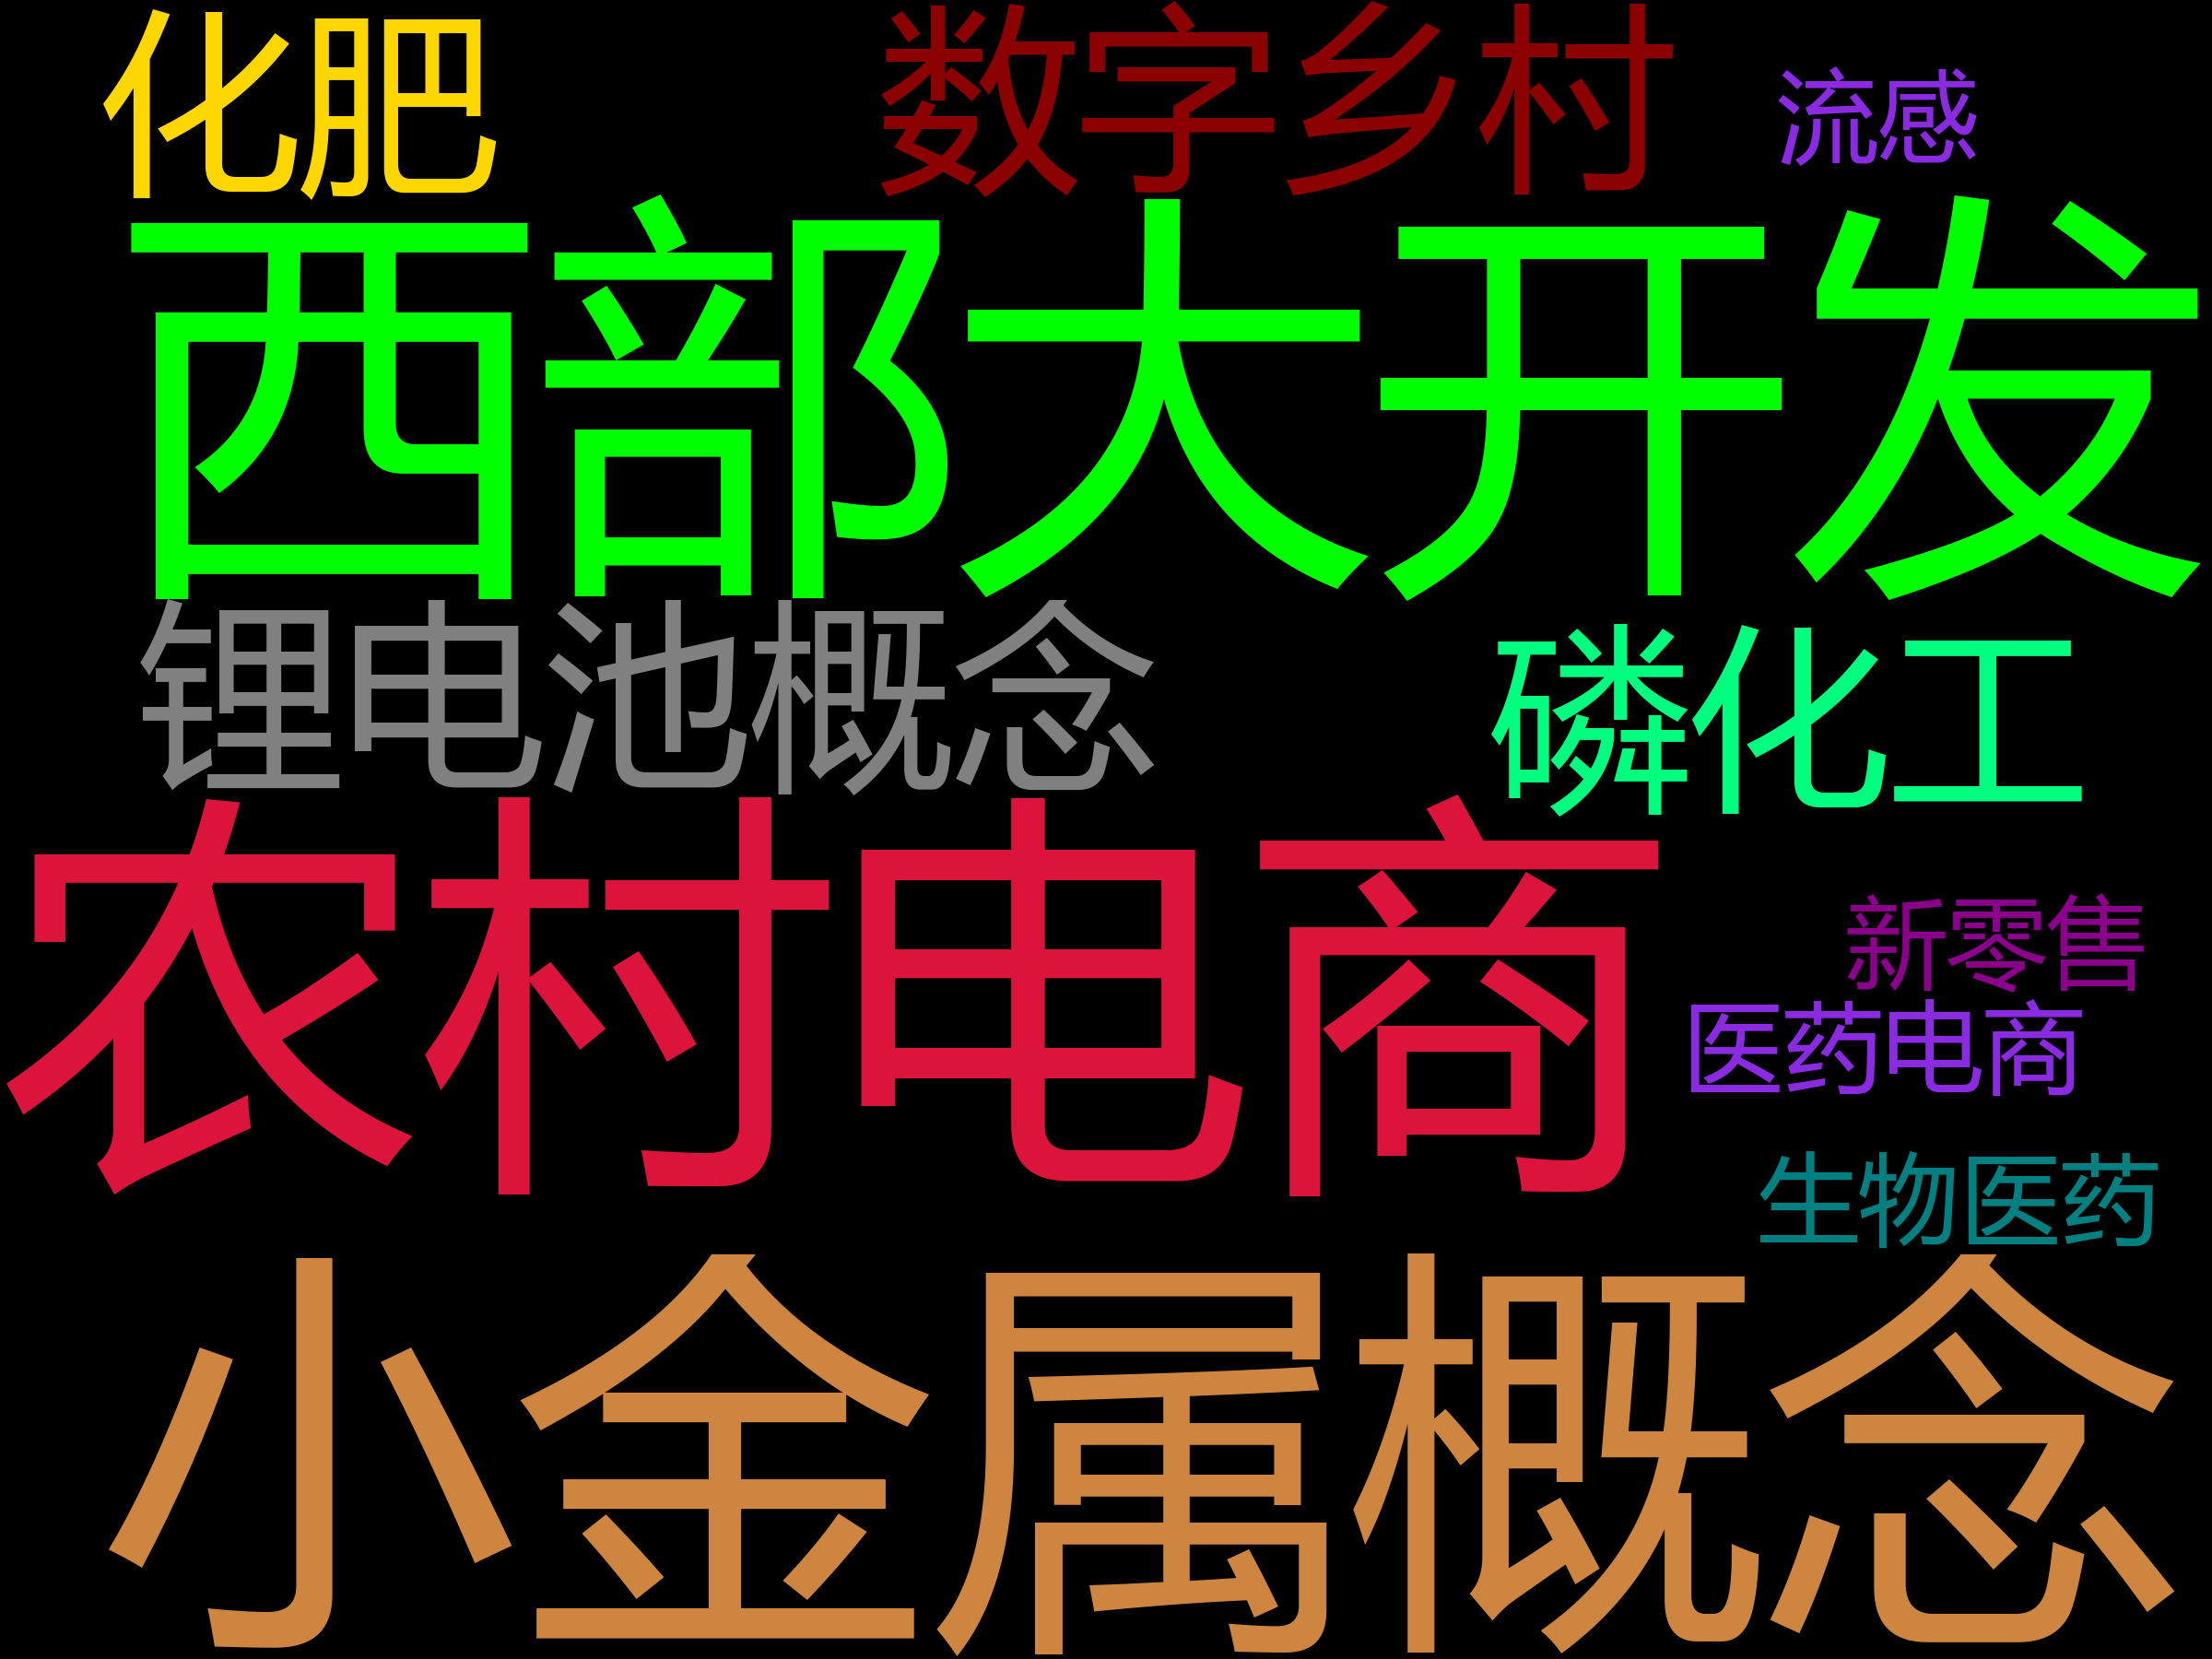 化肥
数字乡村
流感
西部大开发
锂电池概念
磷化工
农村电商
新零售
医药电商
生物医药
小金属概念